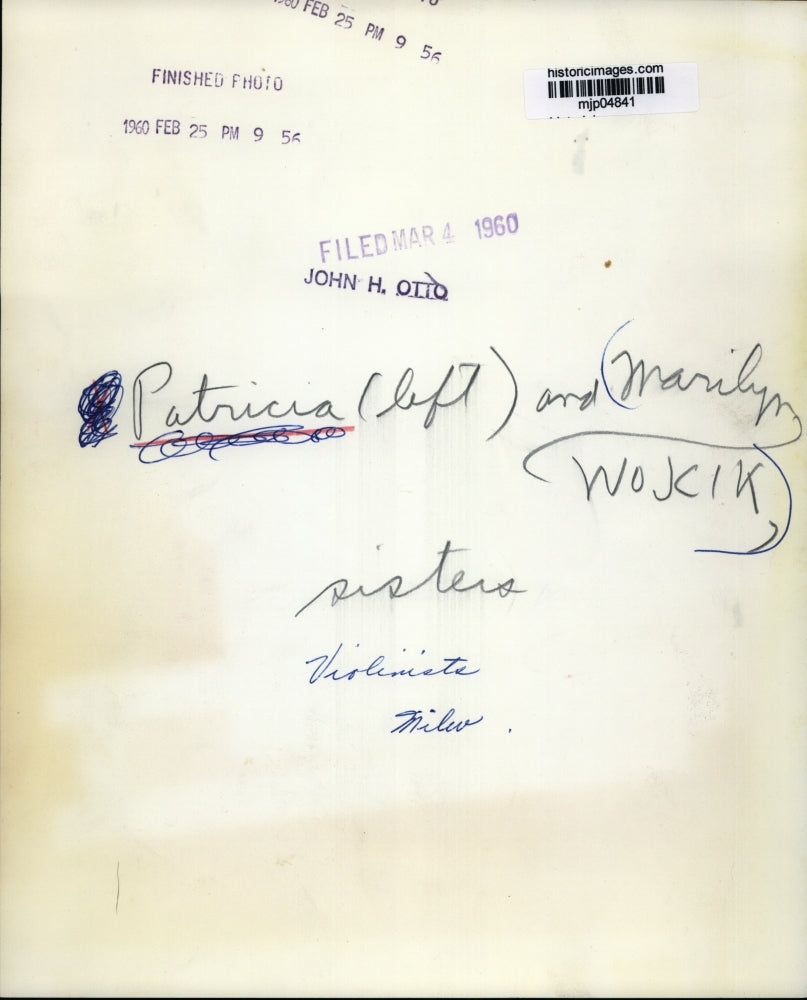 1960 FEB 25 PM 9 56
FINISHED PHOTO
1960 FEB 25 PM 9 56
historicimages.com
mjp04841
FILED MAR 4 1960
JOHN H. OTTO
Patricia (left) and (Marilyn
WOJCIK)
sisters
Violinists
Milw.